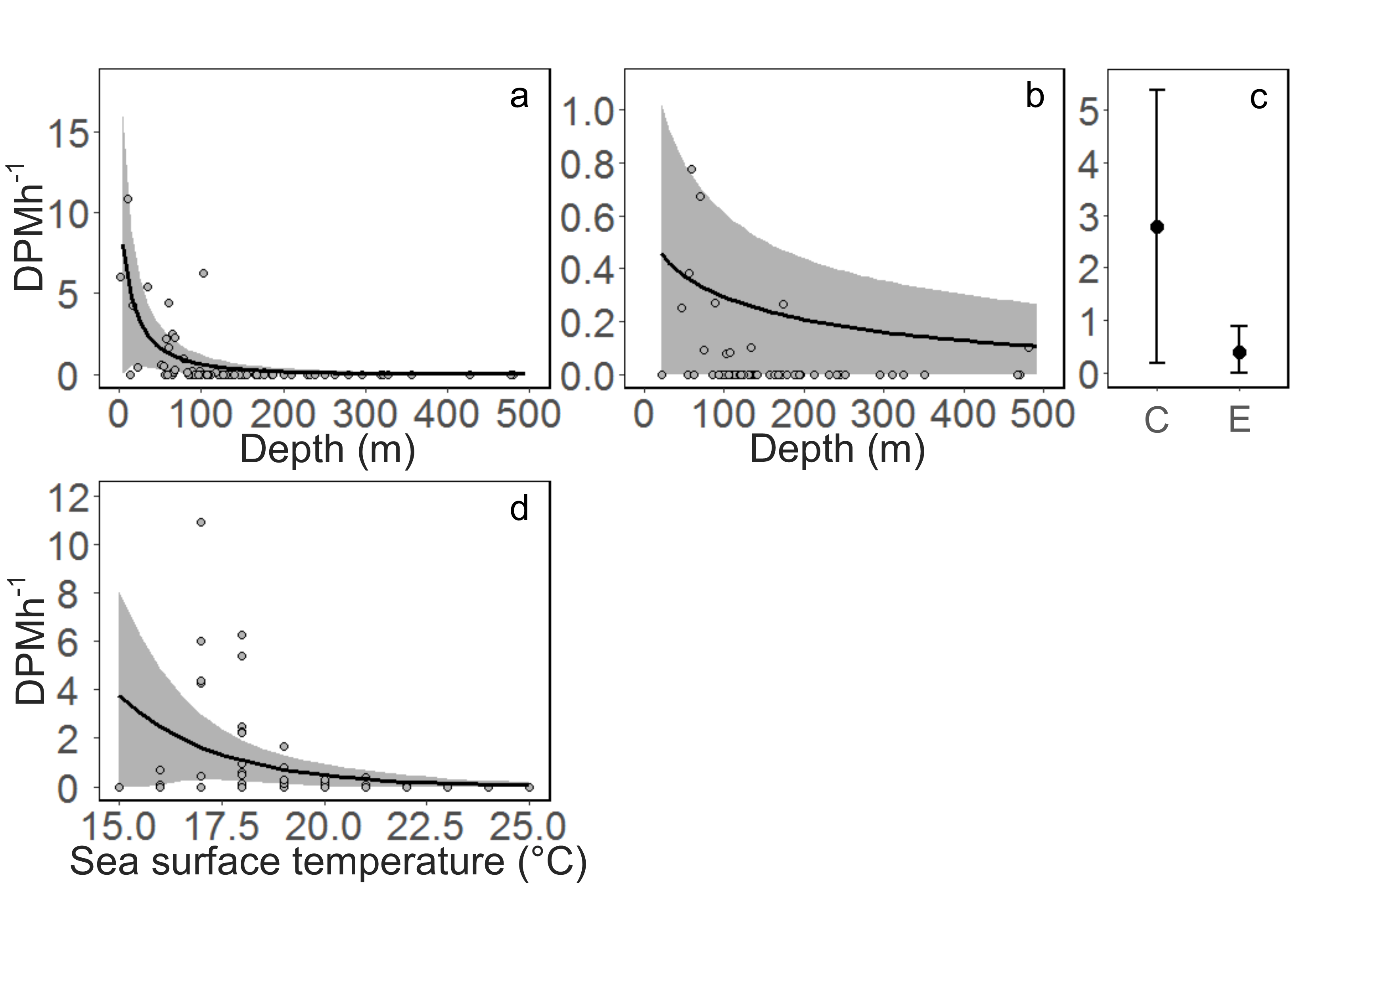 a
15
10
5
0
DPMh-1
0 100 200 300 400 500
Depth (m)
b
1.0
0.8
0.6
0.4
0.2
0.0
0 100 200 300 400 500
Depth (m)
c
5
4
3
2
1
0
C E
d
12
10
8
6
4
2
0
DPMh-1
15.0 17.5 20.0 22.5 25.0
Sea surface temperature (°C)